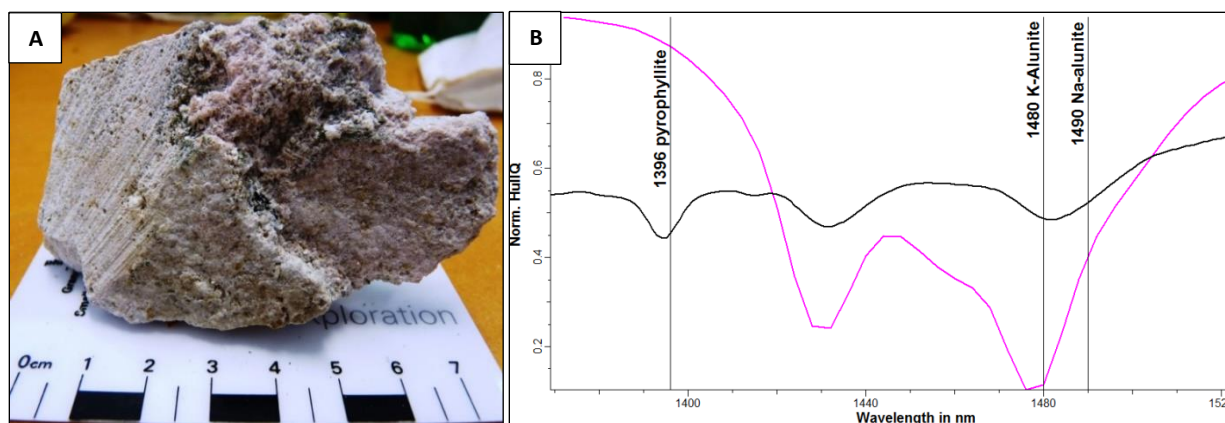 A
ploration
0cm 1 2 3 4 5 6 7
B
1396 pyrophyllite
1480 K-Alunite
1490 Na-alunite
Norm. HullQ
0.8
0.6
0.4
0.2
1400 1440 1480 152
Wavelength in nm